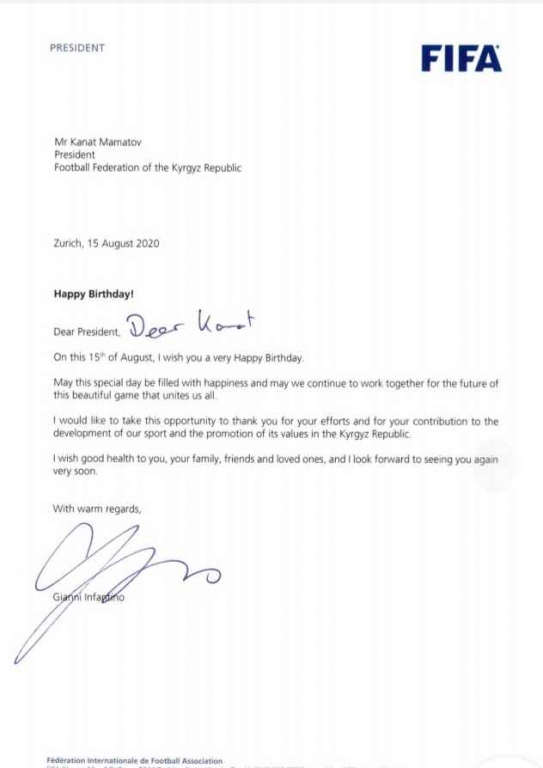 PRESIDENT
FIFA
Mr Kanat Mamatov
President
Football Federation of the Kyrgyz Republic
Zurich, 15 August 2020
Happy Birthday!
Dear President, Dear Kanat
On this 15th of August, I wish you a very Happy Birthday.
May this special day be filled with happiness and may we continue to work together for the future of
this beautiful game that unites us all.
I would like to take this opportunity to thank you for your efforts and for your contribution to the
development of our sport and the promotion of its values in the Kyrgyz Republic.
I wish good health to you, your family, friends and loved ones, and I look forward to seeing you again
very soon.
With warm regards,
Gianni Infantino
Fédération Internationale de Football Association